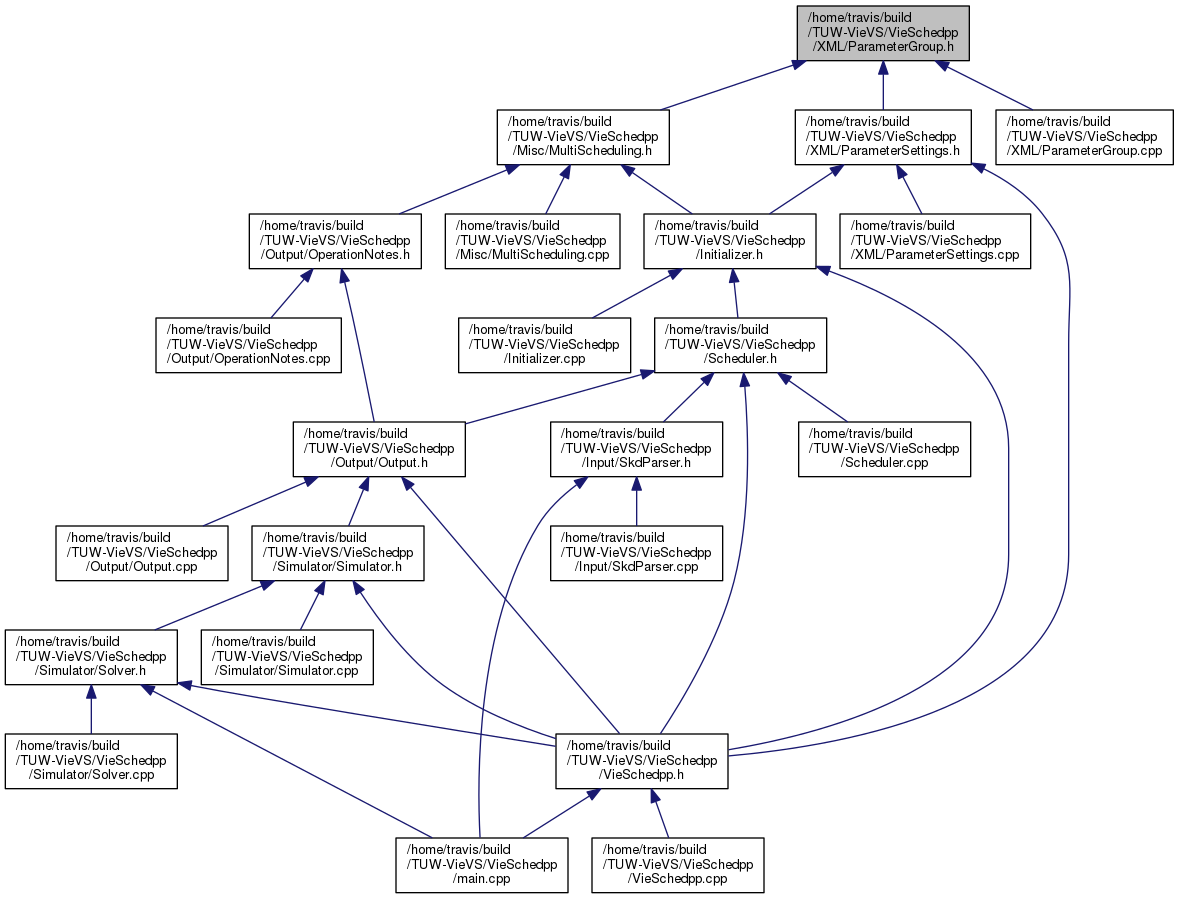 /home/travis/build
/TUW-VieVS/VieSchedpp
/XML/ParameterGroup.h
/home/travis/build
/TUW-VieVS/VieSchedpp
/Misc/MultiScheduling.h
/home/travis/build
/TUW-VieVS/VieSchedpp
/XML/ParameterSettings.h
/home/travis/build
/TUW-VieVS/VieSchedpp
/XML/ParameterGroup.cpp
/home/travis/build
/TUW-VieVS/VieSchedpp
/Output/OperationNotes.h
/home/travis/build
/TUW-VieVS/VieSchedpp
/Misc/MultiScheduling.cpp
/home/travis/build
/TUW-VieVS/VieSchedpp
/Initializer.h
/home/travis/build
/TUW-VieVS/VieSchedpp
/XML/ParameterSettings.cpp
/home/travis/build
/TUW-VieVS/VieSchedpp
/Output/OperationNotes.cpp
/home/travis/build
/TUW-VieVS/VieSchedpp
/Initializer.cpp
/home/travis/build
/TUW-VieVS/VieSchedpp
/Scheduler.h
/home/travis/build
/TUW-VieVS/VieSchedpp
/Output/Output.h
/home/travis/build
/TUW-VieVS/VieSchedpp
/Input/SkdParser.h
/home/travis/build
/TUW-VieVS/VieSchedpp
/Scheduler.cpp
/home/travis/build
/TUW-VieVS/VieSchedpp
/Output/Output.cpp
/home/travis/build
/TUW-VieVS/VieSchedpp
/Simulator/Simulator.h
/home/travis/build
/TUW-VieVS/VieSchedpp
/Input/SkdParser.cpp
/home/travis/build
/TUW-VieVS/VieSchedpp
/Simulator/Solver.h
/home/travis/build
/TUW-VieVS/VieSchedpp
/Simulator/Simulator.cpp
/home/travis/build
/TUW-VieVS/VieSchedpp
/Simulator/Solver.cpp
/home/travis/build
/TUW-VieVS/VieSchedpp
/VieSchedpp.h
/home/travis/build
/TUW-VieVS/VieSchedpp
/main.cpp
/home/travis/build
/TUW-VieVS/VieSchedpp
/VieSchedpp.cpp